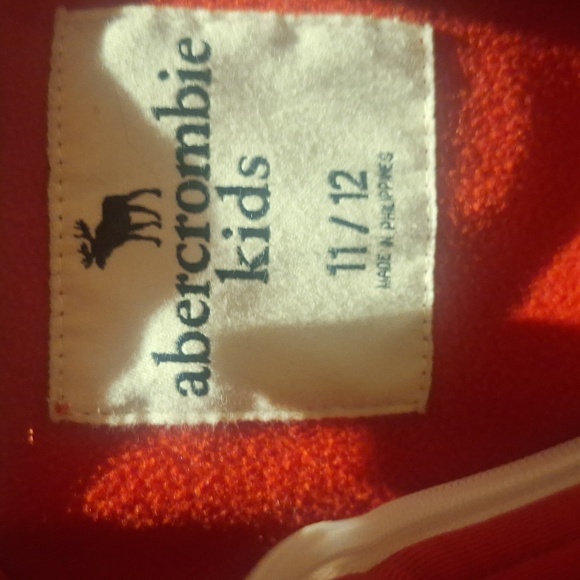 abercrombie
kids
11 / 12
MADE IN PHILIPPINES